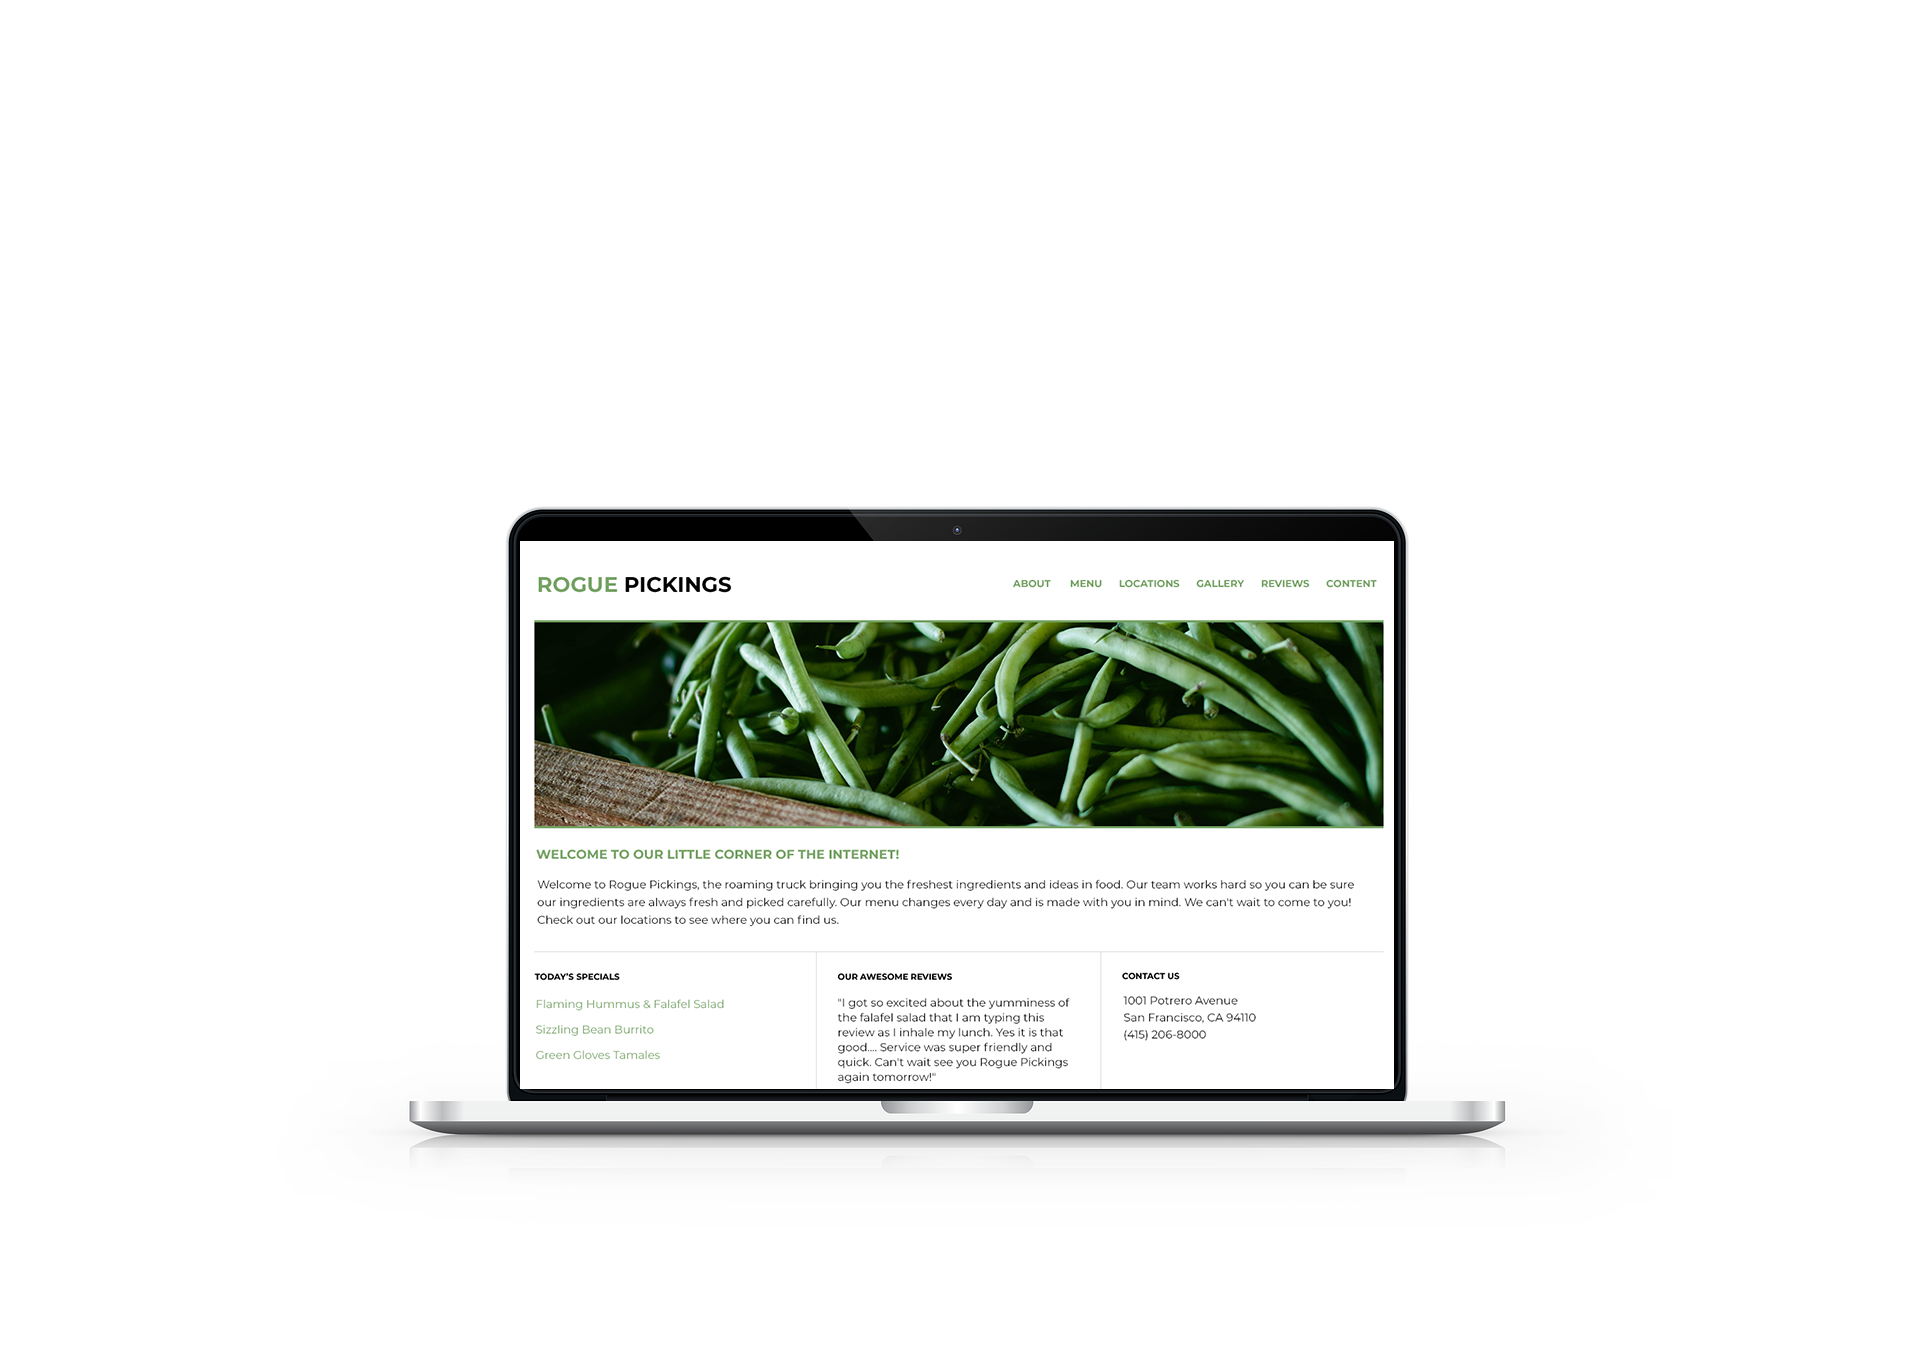 ROGUE PICKINGS
ABOUT MENU LOCATIONS GALLERY REVIEWS CONTENT
WELCOME TO OUR LITTLE CORNER OF THE INTERNET!
Welcome to Rogue Pickings, the roaming truck bringing you the freshest ingredients and ideas in food. Our team works hard so you can be sure
our ingredients are always fresh and picked carefully. Our menu changes every day and is made with you in mind. We can't wait to come to you!
Check out our locations to see where you can find us.
TODAY'S SPECIALS
Flaming Hummus & Falafel Salad
Sizzling Bean Burrito
Green Gloves Tamales
OUR AWESOME REVIEWS
"I got so excited about the yumminess of
the falafel salad that I am typing this
review as I inhale my lunch. Yes it is that
good.... Service was super friendly and
quick. Can't wait see you Rogue Pickings
again tomorrow!"
CONTACT US
1001 Potrero Avenue
San Francisco, CA 94110
(415) 206-8000